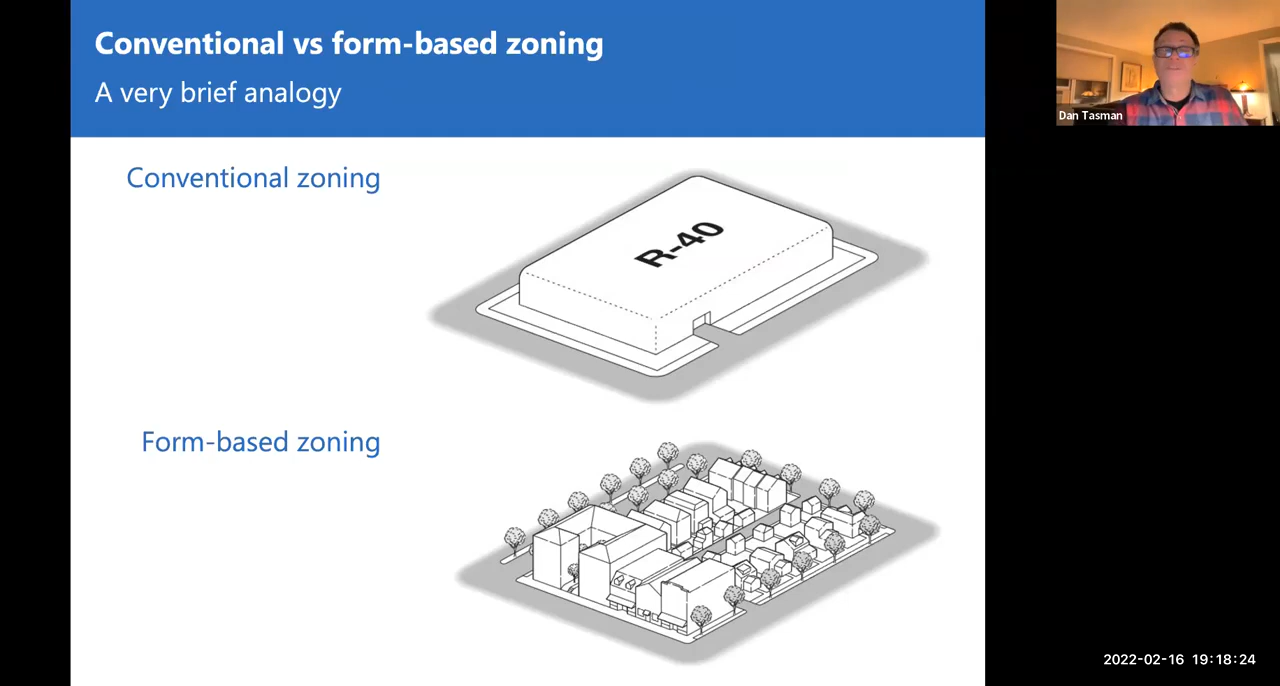 Conventional vs form-based zoning
A very brief analogy
Dan Tasman
Conventional zoning
R-40
Form-based zoning
2022-02-16 19:18:24